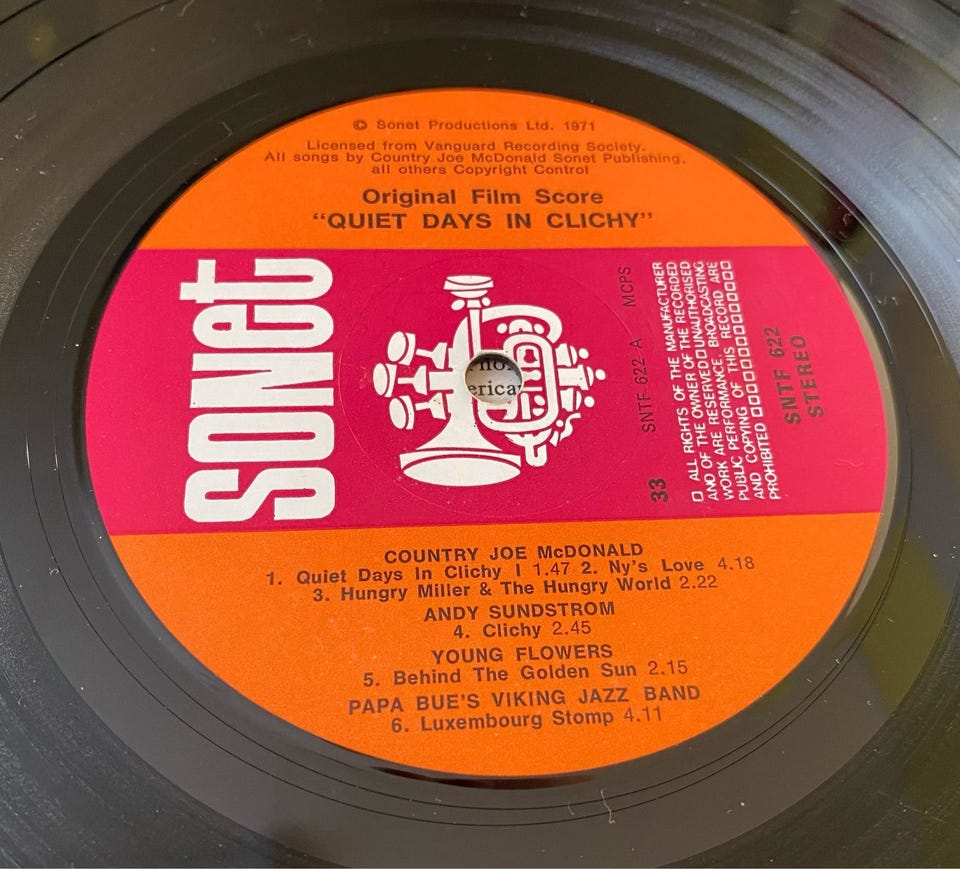 © Sonet Productions Ltd. 1971
Licensed from Vanguard Recording Society.
All songs by Country Joe McDonald Sonet Publishing,
all others Copyright Control
Original Film Score
“QUIET DAYS IN CLICHY”
sonet
MCPS
SNTF 622 A
33
ALL RIGHTS OF THE MANUFACTURER
AND OF THE OWNER OF THE RECORDED
WORK ARE RESERVED UNAUTHORISED
PUBLIC PERFORMANCE, BROADCASTING
AND COPYING OF THIS RECORD ARE
PROHIBITED
SNTF 622
STEREO
COUNTRY JOE McDONALD
1. Quiet Days In Clichy I 1.47 2. Ny's Love 4.18
3. Hungry Miller & The Hungry World 2.22
ANDY SUNDSTROM
4. Clichy 2.45
YOUNG FLOWERS
5. Behind The Golden Sun 2.15
PAPA BUE'S VIKING JAZZ BAND
6. Luxembourg Stomp 4.11